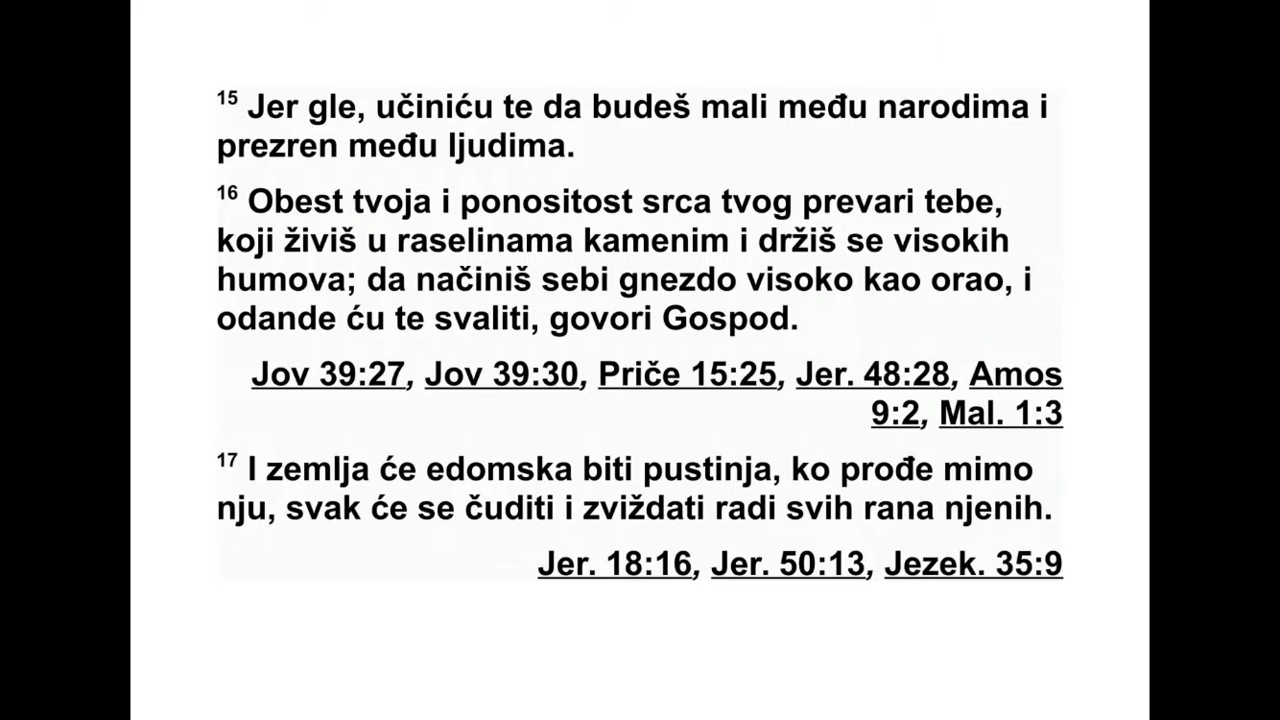 15 Jer gle, učiniću te da budeš mali među narodima i
prezren među ljudima.
16 Obest tvoja i ponositost srca tvog prevari tebe,
koji živiš u raselinama kamenim i držiš se visokih
humova; da načiniš sebi gnezdo visoko kao orao, i
odande ću te svaliti, govori Gospod.
Jov 39:27, Jov 39:30, Priče 15:25, Jer. 48:28, Amos
9:2, Mal. 1:3
17 I zemlja će edomska biti pustinja, ko prođe mimo
nju, svak će se čuditi i zviždati radi svih rana njenih.
Jer. 18:16, Jer. 50:13, Jezek. 35:9